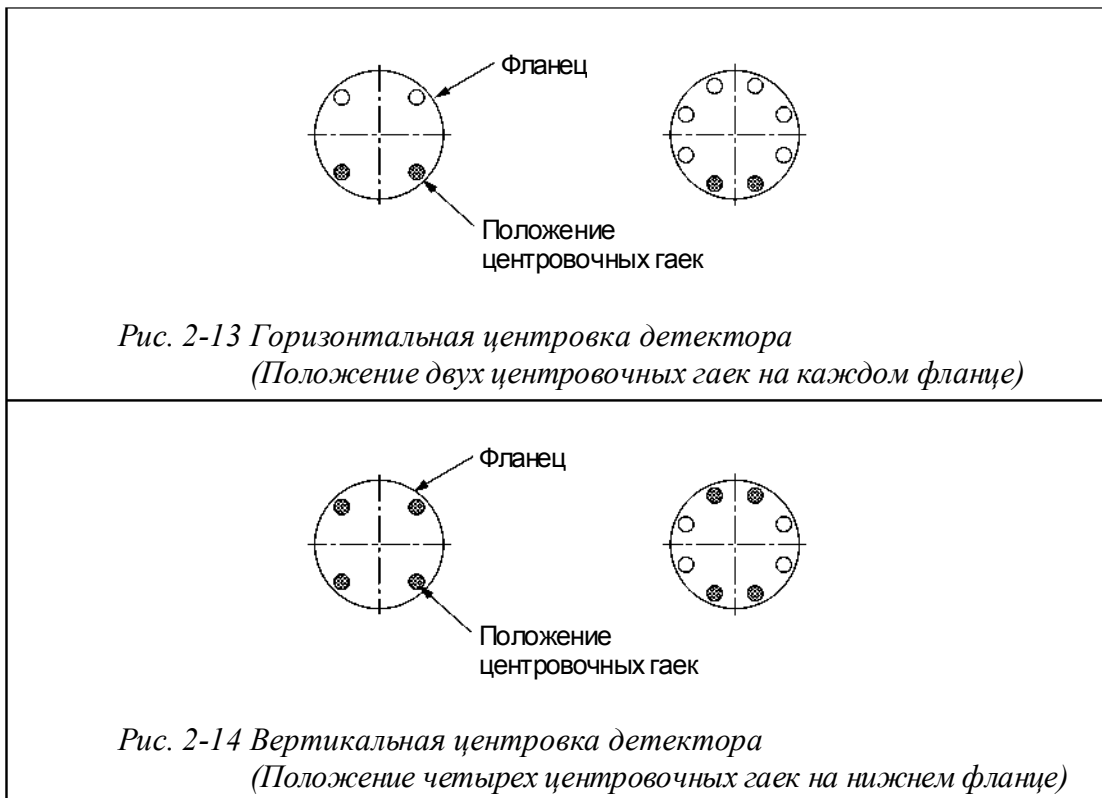 Фланец
Положение
центровочных гаек
Рис. 2-13 Горизонтальная центровка детектора
(Положение двух центровочных гаек на каждом фланце)
Фланец
Положение
центровочных гаек
Рис. 2-14 Вертикальная центровка детектора
(Положение четырех центровочных гаек на нижнем фланце)